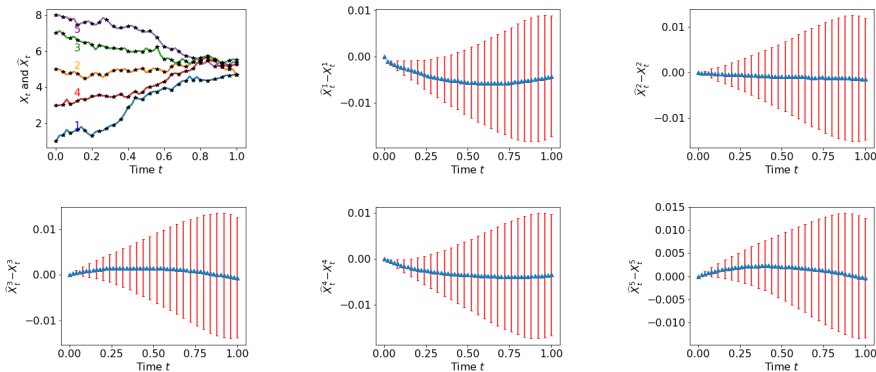 8
6
4
2
X_t and X̂_t
5
3
2
4
1
0.0 0.2 0.4 0.6 0.8 1.0
Time t
0.01
0.00
−0.01
X̂_t^1−X_t^1
0.00 0.25 0.50 0.75 1.00
Time t
0.01
0.00
−0.01
X̂_t^2−X_t^2
0.00 0.25 0.50 0.75 1.00
Time t
0.01
0.00
−0.01
X̂_t^3−X_t^3
0.00 0.25 0.50 0.75 1.00
Time t
0.01
0.00
−0.01
X̂_t^4−X_t^4
0.00 0.25 0.50 0.75 1.00
Time t
0.015
0.010
0.005
0.000
−0.005
−0.010
X̂_t^5−X_t^5
0.00 0.25 0.50 0.75 1.00
Time t